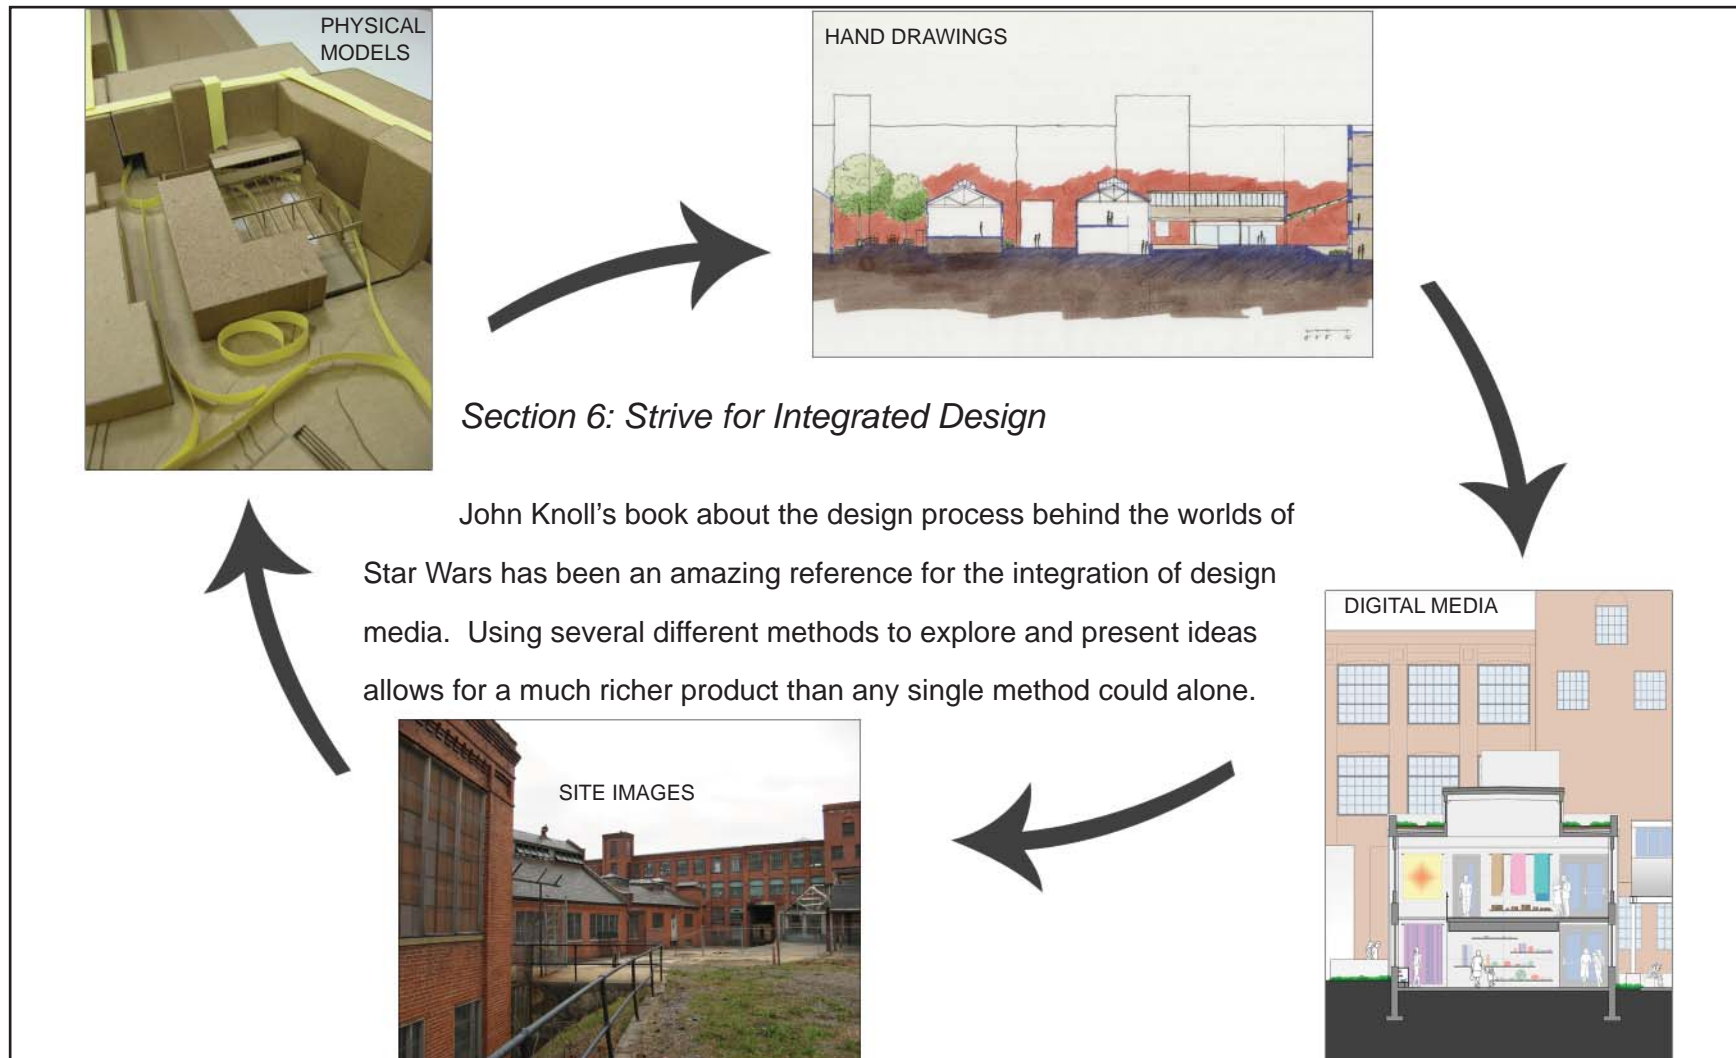 PHYSICAL
MODELS
HAND DRAWINGS
Section 6: Strive for Integrated Design
John Knoll's book about the design process behind the worlds of
Star Wars has been an amazing reference for the integration of design
media.  Using several different methods to explore and present ideas
allows for a much richer product than any single method could alone.
DIGITAL MEDIA
SITE IMAGES